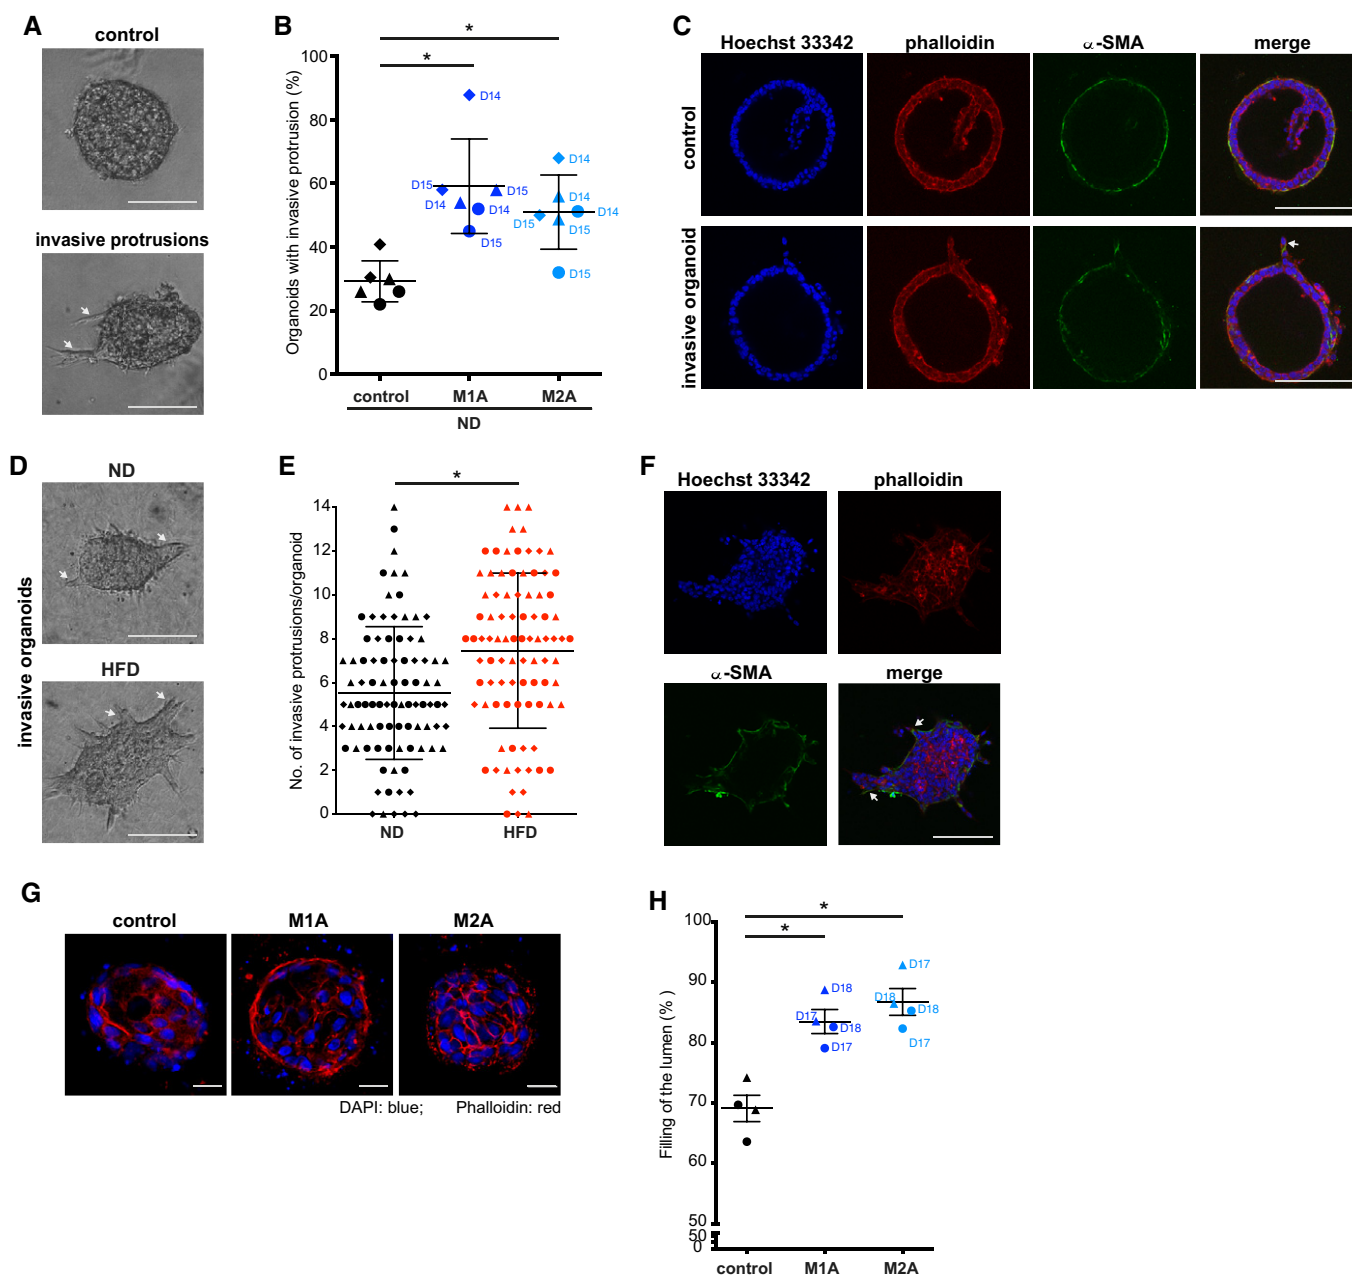 A
control
invasive protrusions
B
*
*
Organoids with invasive protrusion (%)
100
80
60
40
20
0
D14
D15
D15
D14
D14
D15
D14
D14
D14
D15
D15
D15
control M1A M2A
ND
C
Hoechst 33342 phalloidin α-SMA merge
control
invasive organoid
D
invasive organoids
ND
HFD
E
*
No. of invasive protrusions/organoid
14
12
10
8
6
4
2
0
ND HFD
F
Hoechst 33342 phalloidin
α-SMA merge
G
control M1A M2A
DAPI: blue; Phalloidin: red
H
*
*
Filling of the lumen (% )
100
90
80
70
60
50
50
0
D18
D17
D18
D17
D17
D18
D18
D17
control M1A M2A